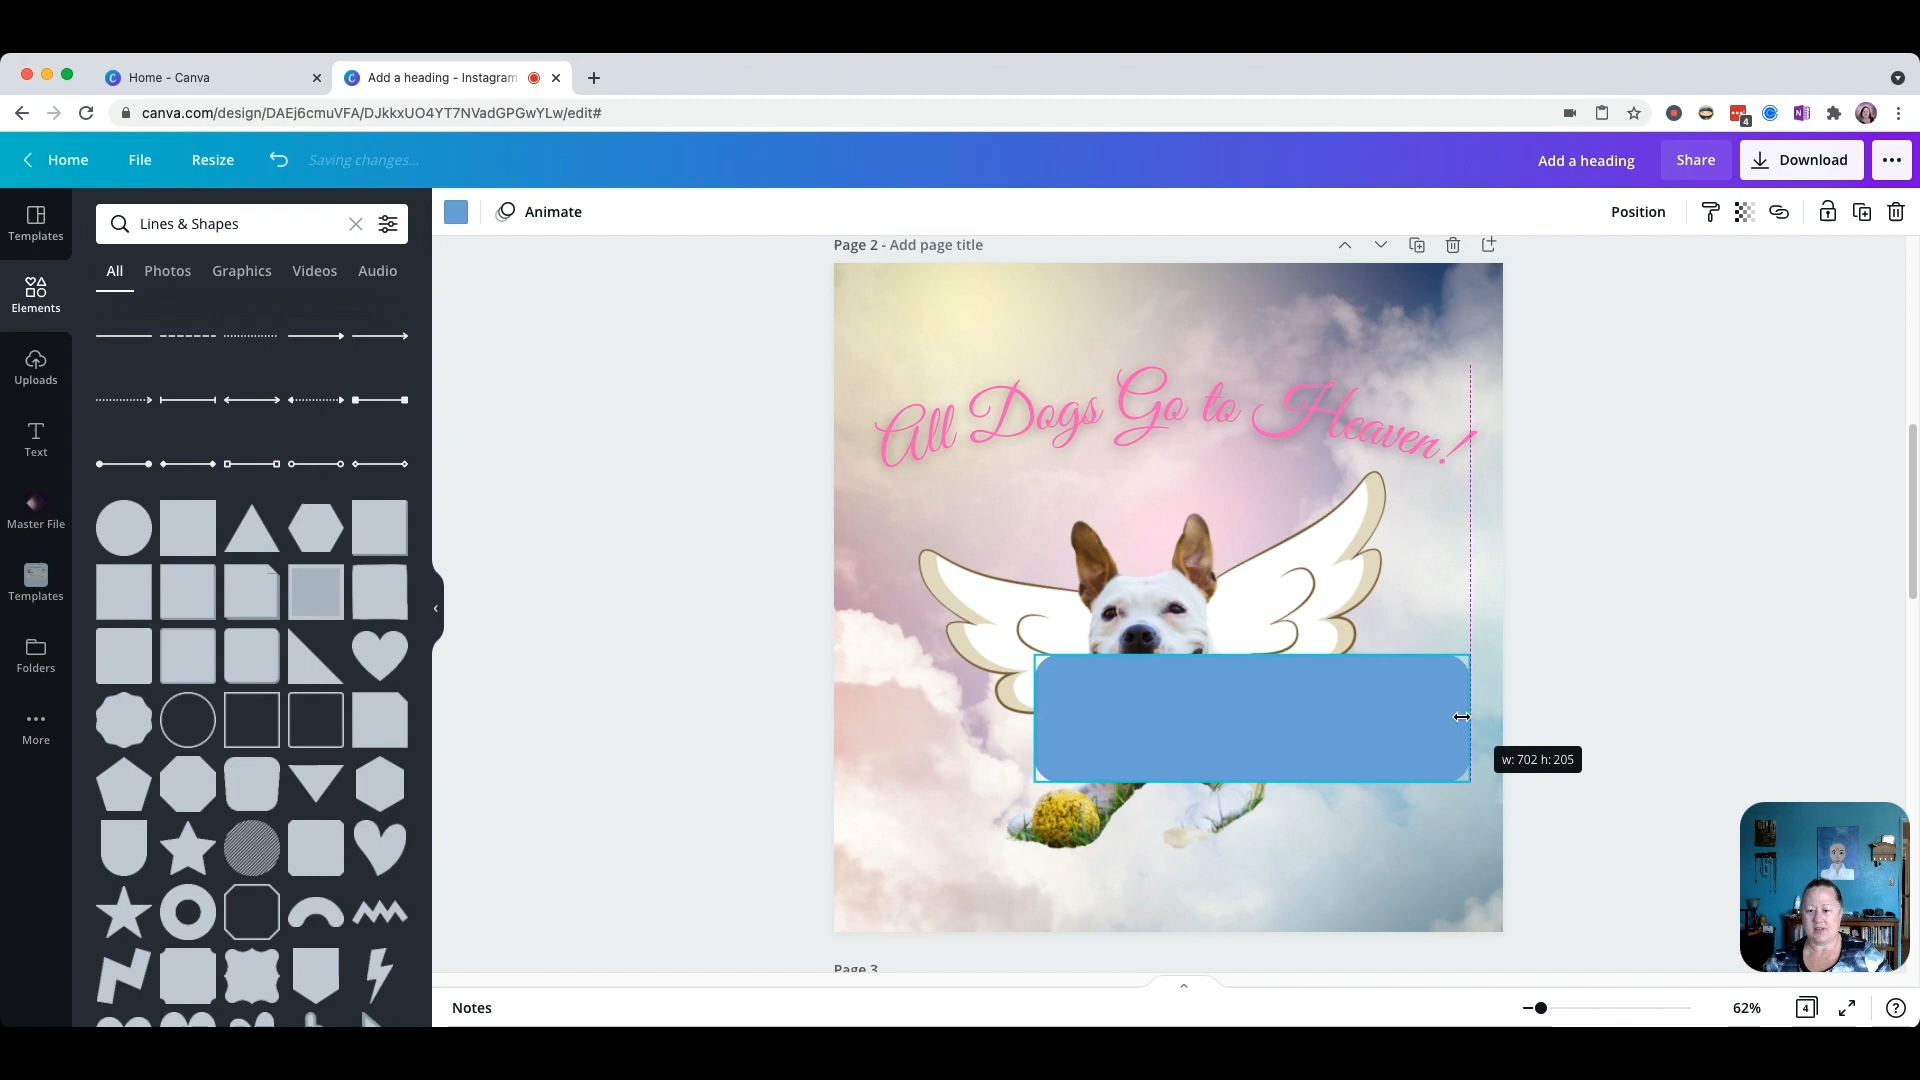 Home - Canva
Add a heading - Instagram
canva.com/design/DAEj6cmuVFA/DJkkxUO4YT7NVadGPGwYLw/edit#
4
Home
File
Resize
Saving changes...
Add a heading
Share
Download
Templates
Elements
Uploads
Text
Master File
Templates
Folders
More
Lines & Shapes
All
Photos
Graphics
Videos
Audio
Animate
Position
Page 2 - Add page title
All Dogs Go to Heaven!
w: 702 h: 205
Page 3
Notes
62%
4